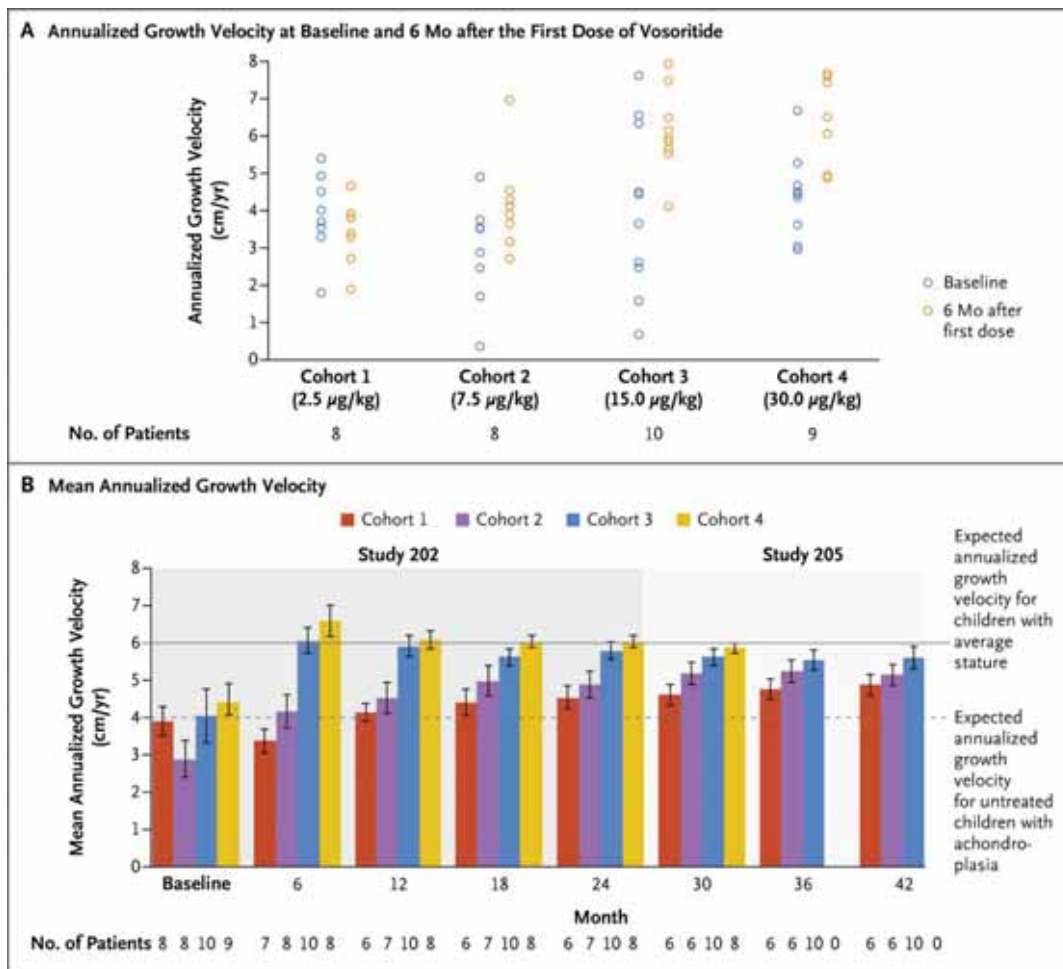 A Annualized Growth Velocity at Baseline and 6 Mo after the First Dose of Vosoritide
Annualized Growth Velocity
(cm/yr)
8
7
6
5
4
3
2
1
0
Baseline
6 Mo after
first dose
Cohort 1 Cohort 2 Cohort 3 Cohort 4
(2.5 µg/kg) (7.5 µg/kg) (15.0 µg/kg) (30.0 µg/kg)
No. of Patients 8 8 10 9
B Mean Annualized Growth Velocity
Cohort 1 Cohort 2 Cohort 3 Cohort 4
Study 202 Study 205
Mean Annualized Growth Velocity
(cm/yr)
8
7
6
5
4
3
2
1
0
Expected
annualized
growth
velocity for
children with
average
stature
Expected
annualized
growth
velocity
for untreated
children with
achondro-
plasia
Baseline 6 12 18 24 30 36 42
Month
No. of Patients 8 8 10 9 7 8 10 8 6 7 10 8 6 7 10 8 6 7 10 8 6 6 10 8 6 6 10 0 6 6 10 0